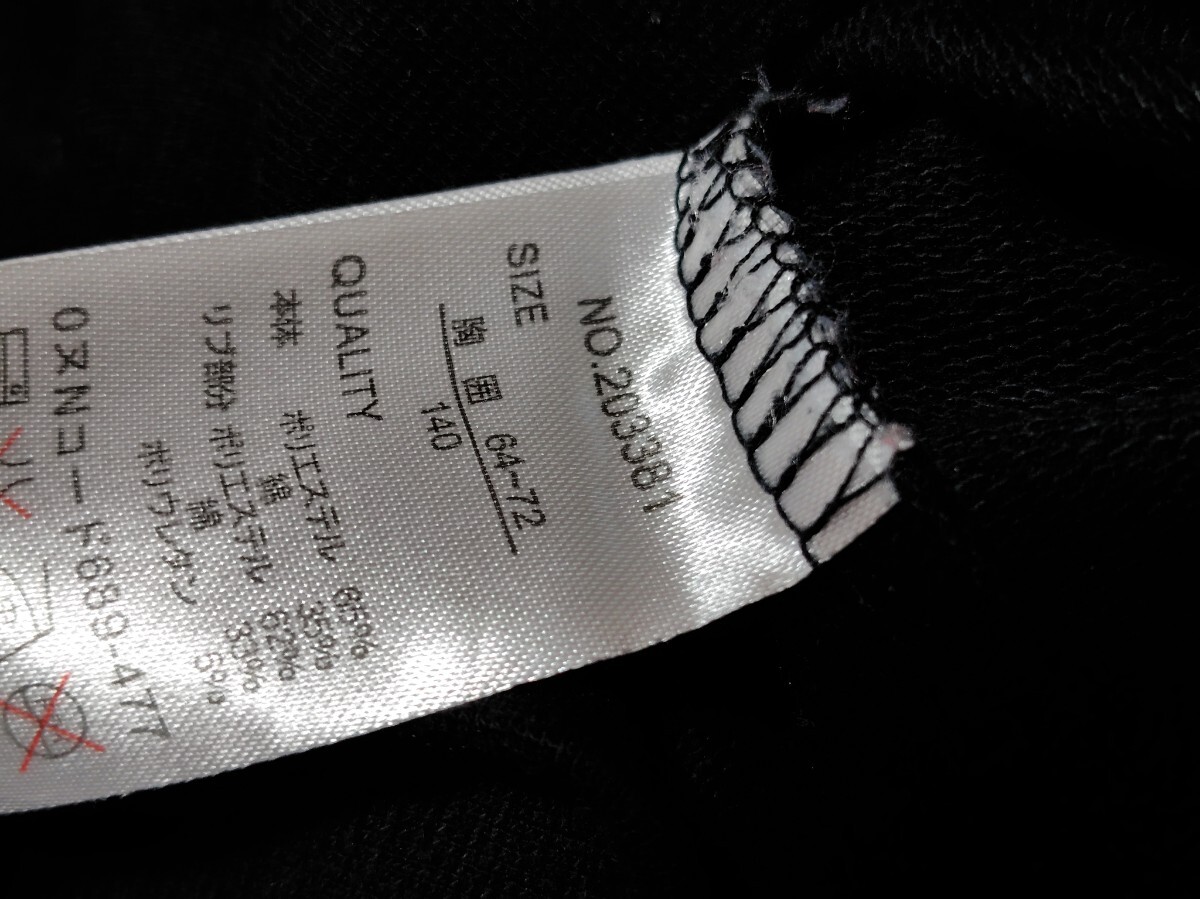 NO.203381
SIZE
胸囲 64~72
140
QUALITY
本体 ポリエステル 65%
綿 35%
リブ部分 ポリエステル 62%
綿 33%
ポリウレタン 5%
0ヌNコード689-477